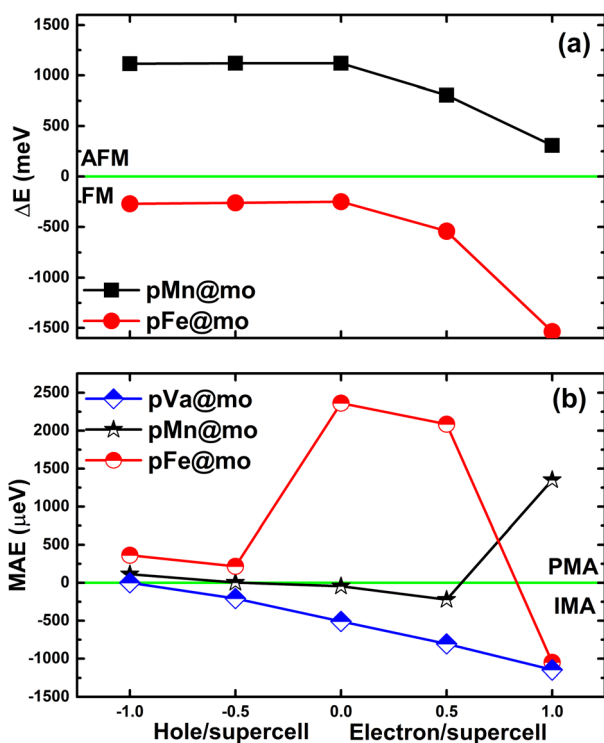 (a)
1500
1000
500
0
-500
-1000
-1500
ΔE (meV
AFM
FM
pMn@mo
pFe@mo
(b)
2500
2000
1500
1000
500
0
-500
-1000
-1500
MAE (μeV)
pVa@mo
pMn@mo
pFe@mo
PMA
IMA
-1.0 -0.5 0.0 0.5 1.0
Hole/supercell Electron/supercell